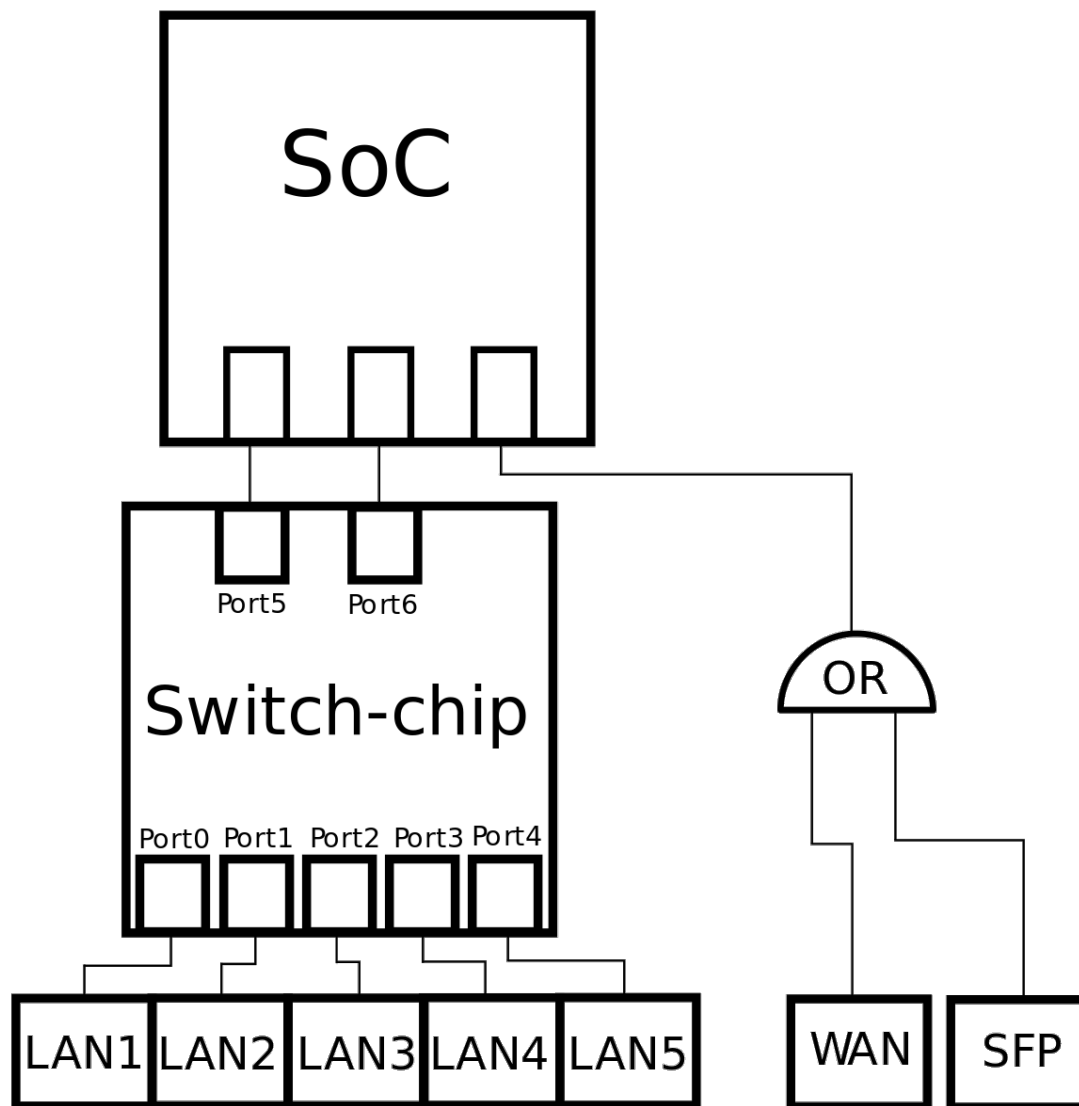 SoC
Port5 Port6
OR
Switch-chip
Port0 Port1 Port2 Port3 Port4
LAN1 LAN2 LAN3 LAN4 LAN5 WAN SFP